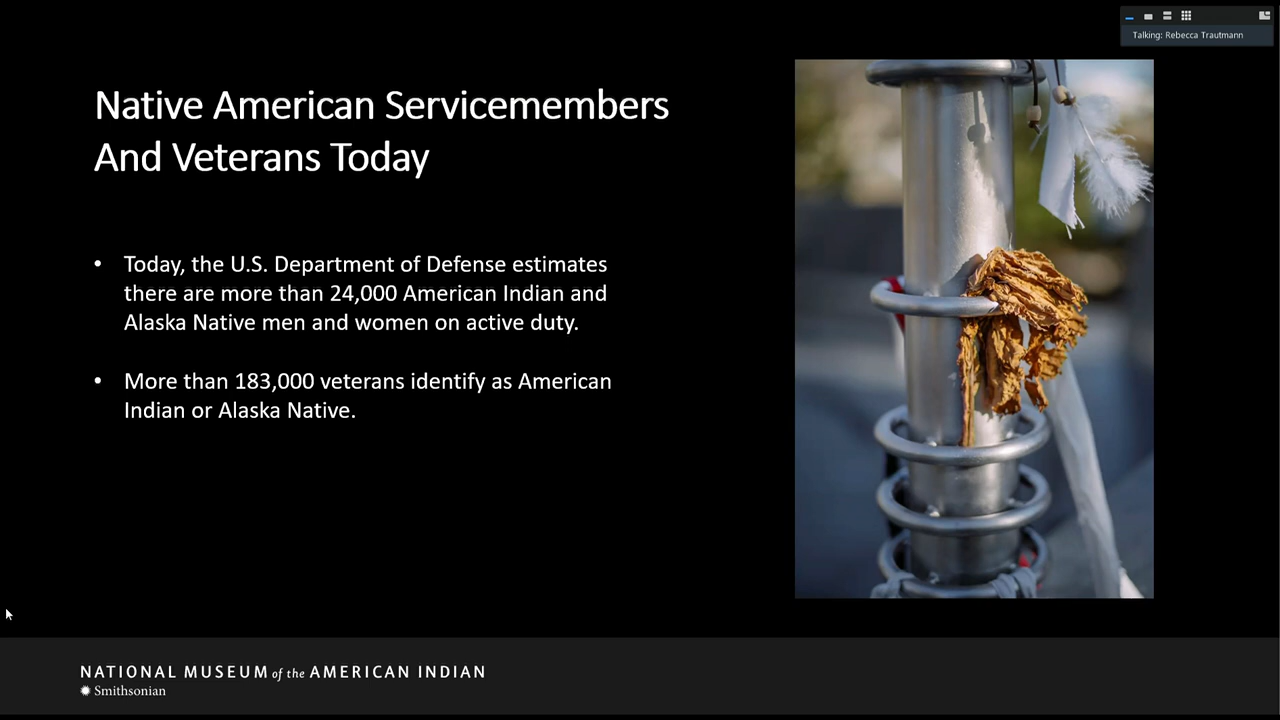 Talking: Rebecca Trautmann
Native American Servicemembers
And Veterans Today
• Today, the U.S. Department of Defense estimates
there are more than 24,000 American Indian and
Alaska Native men and women on active duty.
• More than 183,000 veterans identify as American
Indian or Alaska Native.
NATIONAL MUSEUM of the AMERICAN INDIAN
Smithsonian